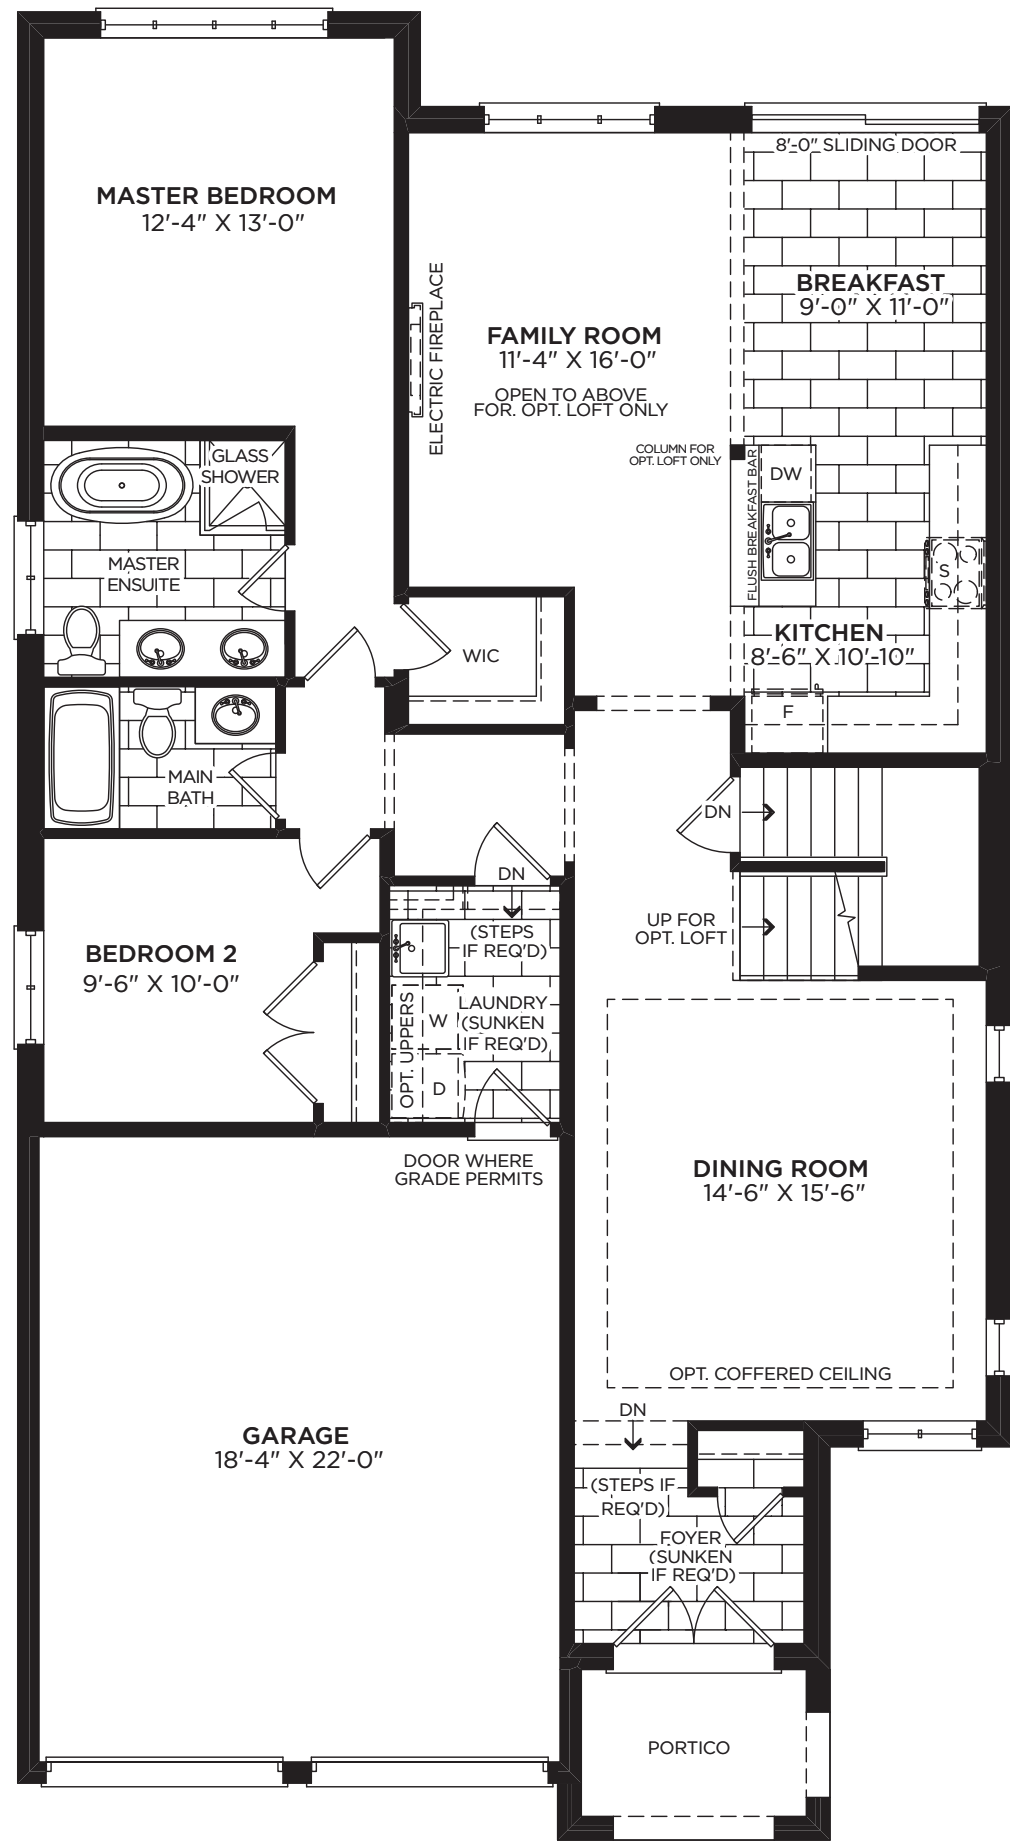 8'-0" SLIDING DOOR
MASTER BEDROOM
12'-4" X 13'-0"
BREAKFAST
9'-0" X 11'-0"
ELECTRIC FIREPLACE
FAMILY ROOM
11'-4" X 16'-0"
OPEN TO ABOVE
FOR. OPT. LOFT ONLY
COLUMN FOR
OPT. LOFT ONLY
FLUSH BREAKFAST BAR
DW
GLASS
SHOWER
MASTER
ENSUITE
S
KITCHEN
8'-6" X 10'-10"
WIC
F
MAIN
BATH
DN
DN
UP FOR
OPT. LOFT
(STEPS
IF REQ'D)
BEDROOM 2
9'-6" X 10'-0"
OPT. UPPERS
W
LAUNDRY
(SUNKEN
IF REQ'D)
D
DOOR WHERE
GRADE PERMITS
DINING ROOM
14'-6" X 15'-6"
OPT. COFFERED CEILING
DN
GARAGE
18'-4" X 22'-0"
(STEPS IF
REQ'D)
FOYER
(SUNKEN
IF REQ'D)
PORTICO